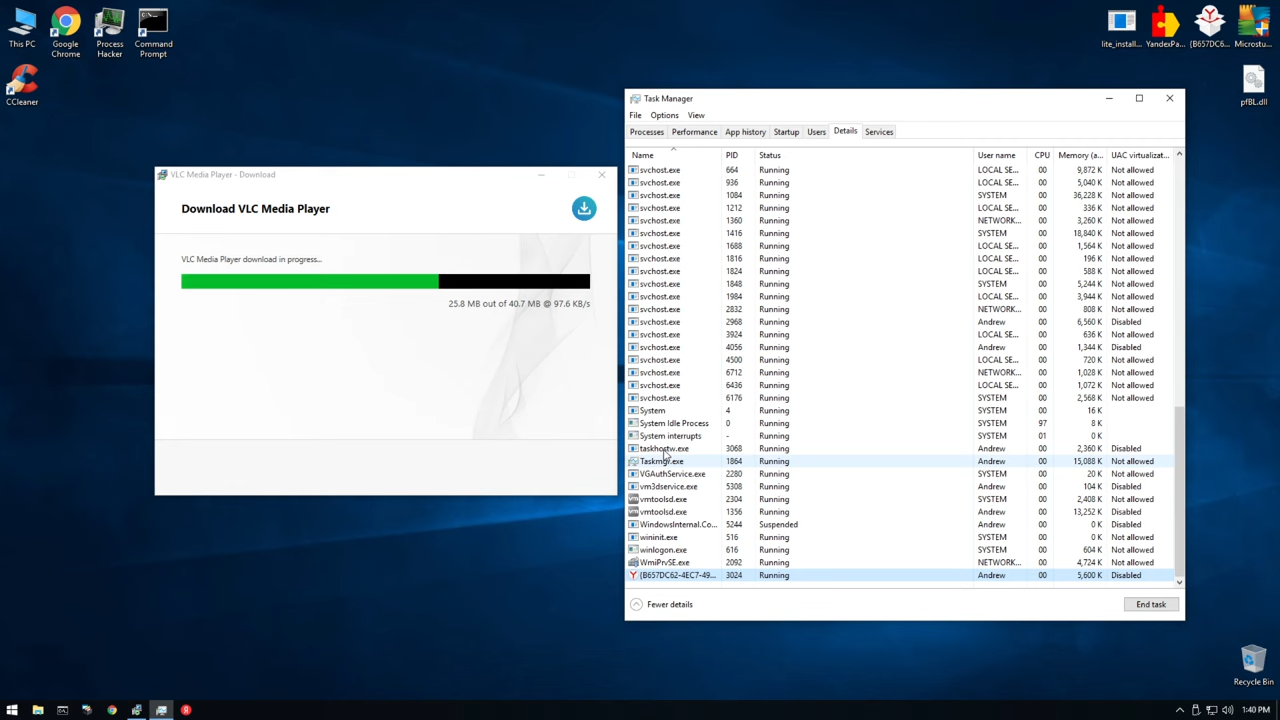 This PC
Google
Chrome
Process
Hacker
Command
Prompt
CCleaner
lite_install...
YandexPa...
{B657DC6...
Microstu...
pfBL.dll
VLC Media Player - Download
Download VLC Media Player
VLC Media Player download in progress...
25.8 MB out of 40.7 MB @ 97.6 KB/s
Task Manager
File Options View
Processes Performance App history Startup Users Details Services
Name PID Status User name CPU Memory (a... UAC virtualizat...
svchost.exe 664 Running LOCAL SE... 00 9,872 K Not allowed
svchost.exe 936 Running LOCAL SE... 00 5,040 K Not allowed
svchost.exe 1084 Running SYSTEM 00 36,228 K Not allowed
svchost.exe 1212 Running LOCAL SE... 00 336 K Not allowed
svchost.exe 1360 Running NETWORK... 00 3,260 K Not allowed
svchost.exe 1416 Running SYSTEM 00 18,840 K Not allowed
svchost.exe 1688 Running LOCAL SE... 00 1,564 K Not allowed
svchost.exe 1816 Running LOCAL SE... 00 196 K Not allowed
svchost.exe 1824 Running LOCAL SE... 00 588 K Not allowed
svchost.exe 1848 Running SYSTEM 00 5,244 K Not allowed
svchost.exe 1984 Running LOCAL SE... 00 3,944 K Not allowed
svchost.exe 2832 Running NETWORK... 00 808 K Not allowed
svchost.exe 2968 Running Andrew 00 6,560 K Disabled
svchost.exe 3924 Running LOCAL SE... 00 636 K Not allowed
svchost.exe 4056 Running Andrew 00 1,344 K Disabled
svchost.exe 4500 Running LOCAL SE... 00 720 K Not allowed
svchost.exe 6712 Running NETWORK... 00 1,028 K Not allowed
svchost.exe 6436 Running LOCAL SE... 00 1,072 K Not allowed
svchost.exe 6176 Running SYSTEM 00 2,568 K Not allowed
System 4 Running SYSTEM 00 16 K
System Idle Process 0 Running SYSTEM 97 8 K
System interrupts - Running SYSTEM 01 0 K
taskhostw.exe 3068 Running Andrew 00 2,360 K Disabled
Taskmgr.exe 1864 Running Andrew 00 15,088 K Not allowed
VGAuthService.exe 2280 Running SYSTEM 00 20 K Not allowed
vm3dservice.exe 5308 Running Andrew 00 104 K Disabled
vmtoolsd.exe 2304 Running SYSTEM 00 2,408 K Not allowed
vmtoolsd.exe 1356 Running Andrew 00 13,252 K Disabled
WindowsInternal.Co... 5244 Suspended Andrew 00 0 K Disabled
wininit.exe 516 Running SYSTEM 00 0 K Not allowed
winlogon.exe 616 Running SYSTEM 00 604 K Not allowed
WmiPrvSE.exe 2092 Running NETWORK... 00 4,724 K Not allowed
{B657DC62-4EC7-49... 3024 Running Andrew 00 5,600 K Disabled
Fewer details
End task
Recycle Bin
1:40 PM